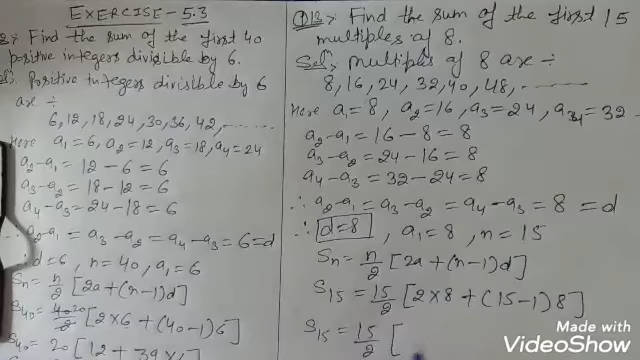 EXERCISE-5.3
Find the sum of the first 40
positive integers divisible by 6.
Positive integers divisible by 6
are ÷
6, 12, 18, 24, 30, 36, 42, ......
Here a₁=6, a₂=12, a₃=18, a₄=24
a₂-a₁ = 12-6 = 6
a₃-a₂ = 18-12 = 6
a₄-a₃ = 24-18 = 6
∴ a₂-a₁ = a₃-a₂ = a₄-a₃ = 6 = d
d=6, n=40, a₁=6
Sn = n/2 [2a+(n-1)d]
S₄₀ = 40/2 20 [2×6+(40-1)6]
S₄₀ = 20 [12+39×6]
Q13> Find the sum of the first 15
multiples of 8.
Solⁿ:> Multiples of 8 are ÷
8, 16, 24, 32, 40, 48, ......
Here a₁=8, a₂=16, a₃=24, a₄=32
a₂-a₁ = 16-8 = 8
a₃-a₂ = 24-16 = 8
a₄-a₃ = 32-24 = 8
∴ a₂-a₁ = a₃-a₂ = a₄-a₃ = 8 = d
∴ d=8, a₁=8, n=15
Sn = n/2 [2a+(n-1)d]
S₁₅ = 15/2 [2×8+(15-1)8]
S₁₅ = 15/2 [
Made with
VideoShow